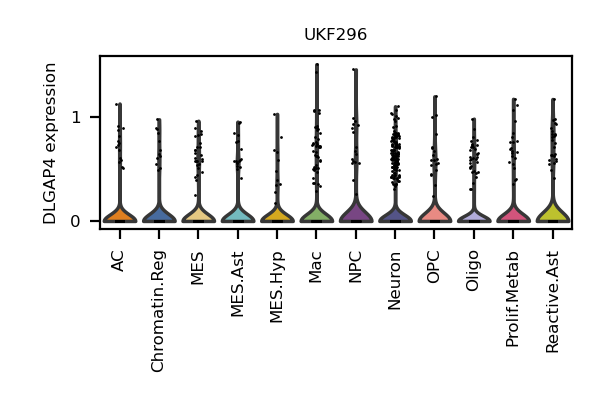 UKF296
DLGAP4 expression
1
0
AC
Chromatin.Reg
MES
MES.Ast
MES.Hyp
Mac
NPC
Neuron
OPC
Oligo
Prolif.Metab
Reactive.Ast